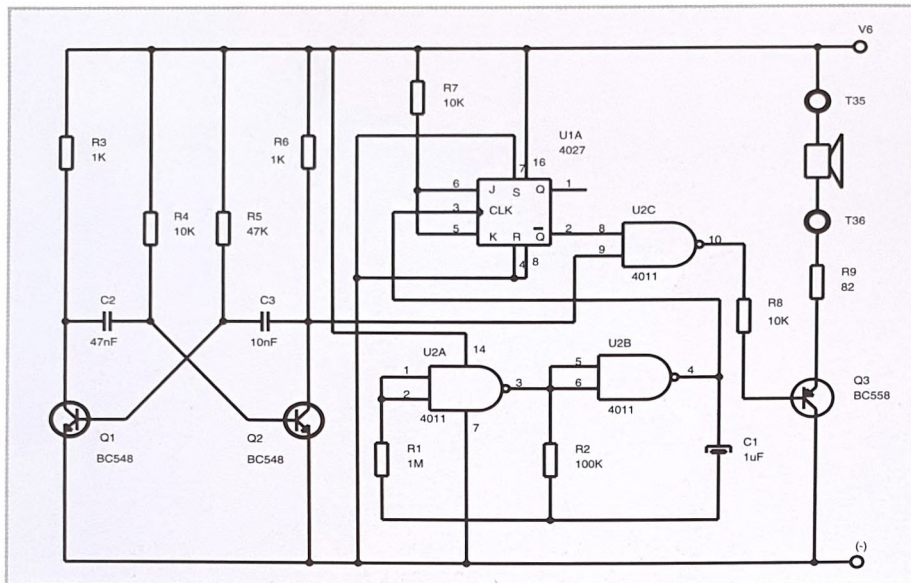 V6
R7
10K
T35
U1A
4027
R3
1K
R6
1K
7
16
6
J
S
Q
1
3
CLK
R4
10K
R5
47K
U2C
T36
5
K
R
Q
2
8
10
4
8
9
4011
R9
82
C2
C3
R8
10K
47nF
10nF
14
U2A
U2B
1
5
3
4
Q3
2
6
BC558
4011
4011
Q1
Q2
7
R1
1M
R2
100K
C1
1uF
BC548
BC548
(-)